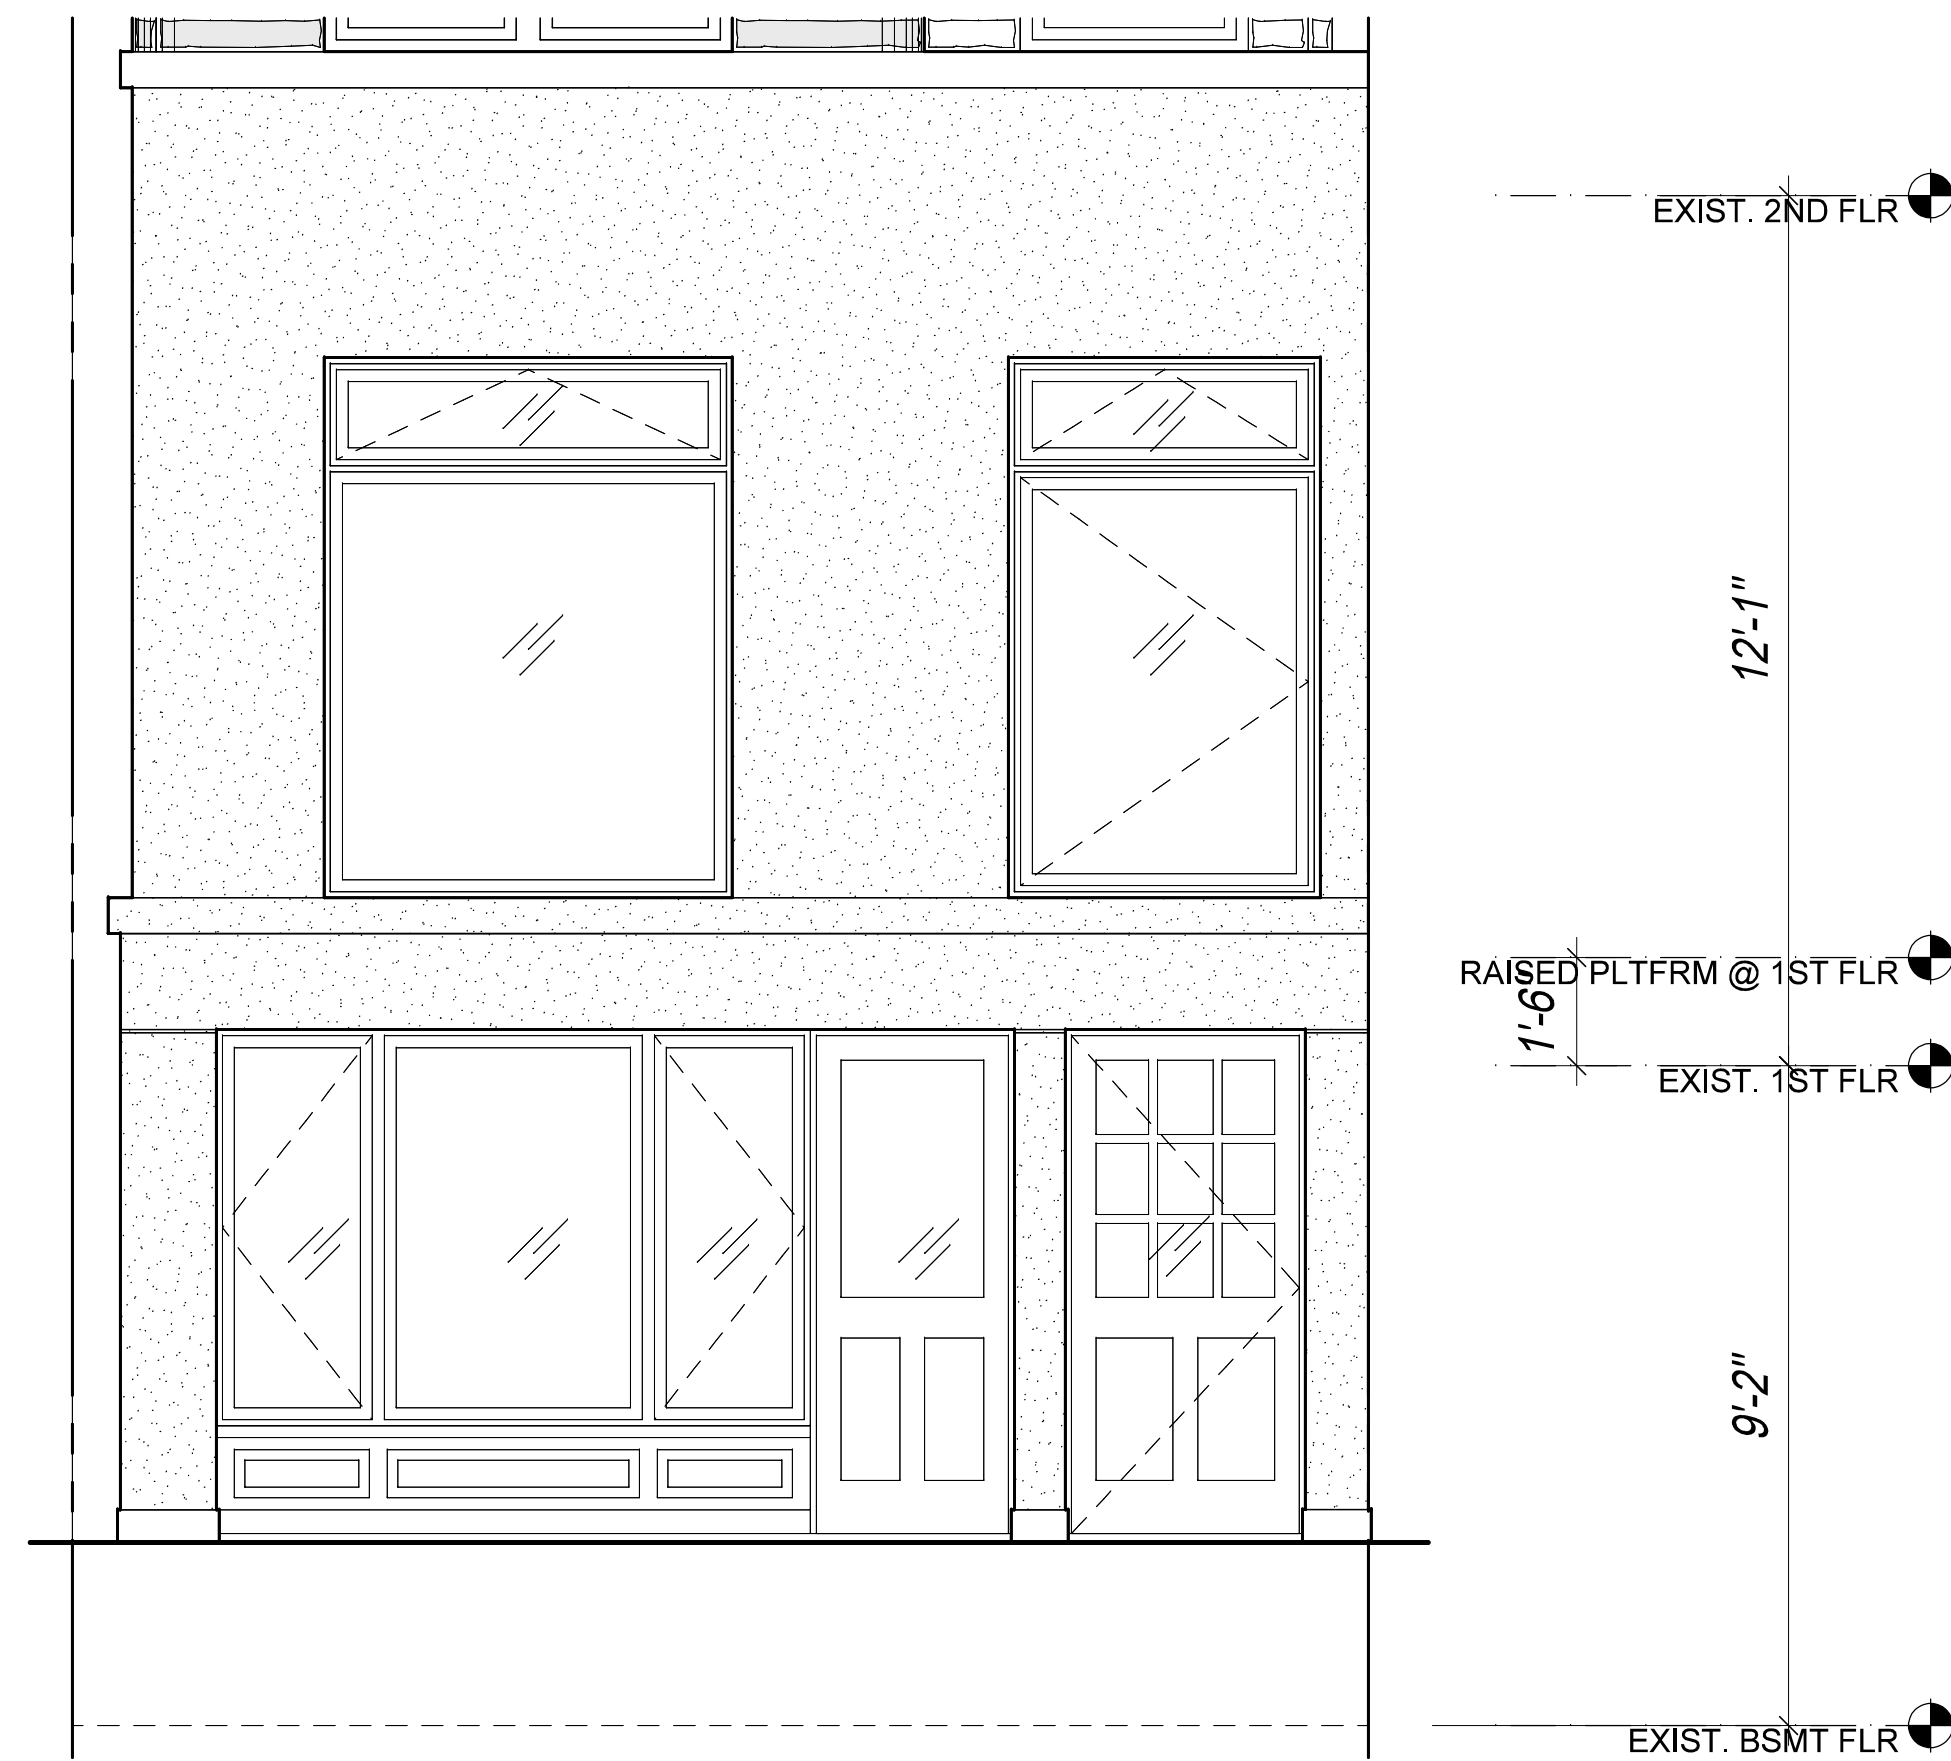 EXIST. 2ND FLR
12'-1"
RAISED PLTFRM @ 1ST FLR
1'-6"
EXIST. 1ST FLR
9'-2"
EXIST. BSMT FLR